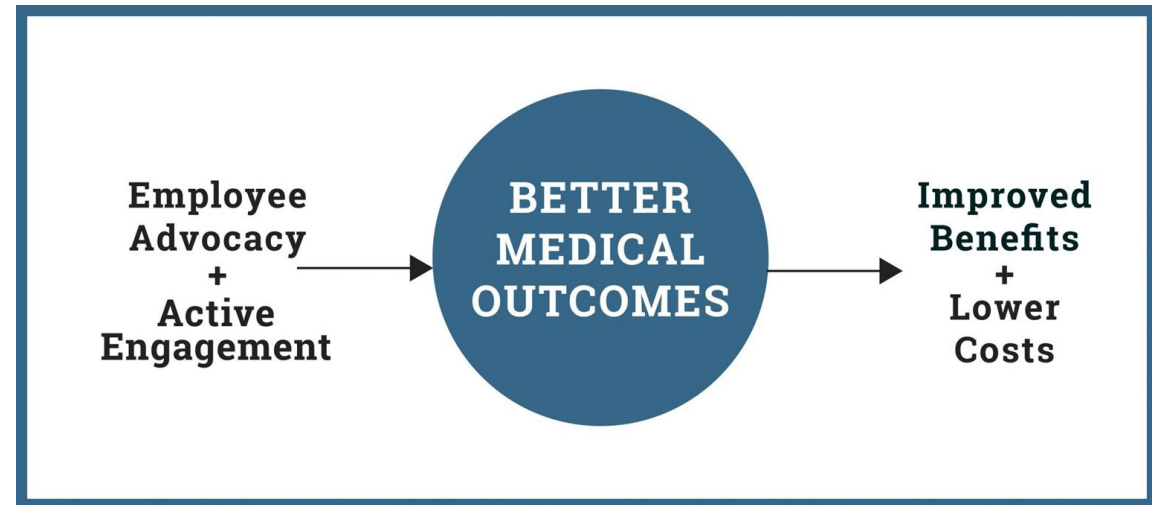 Employee
Advocacy
+
Active
Engagement
BETTER
MEDICAL
OUTCOMES
Improved
Benefits
+
Lower
Costs